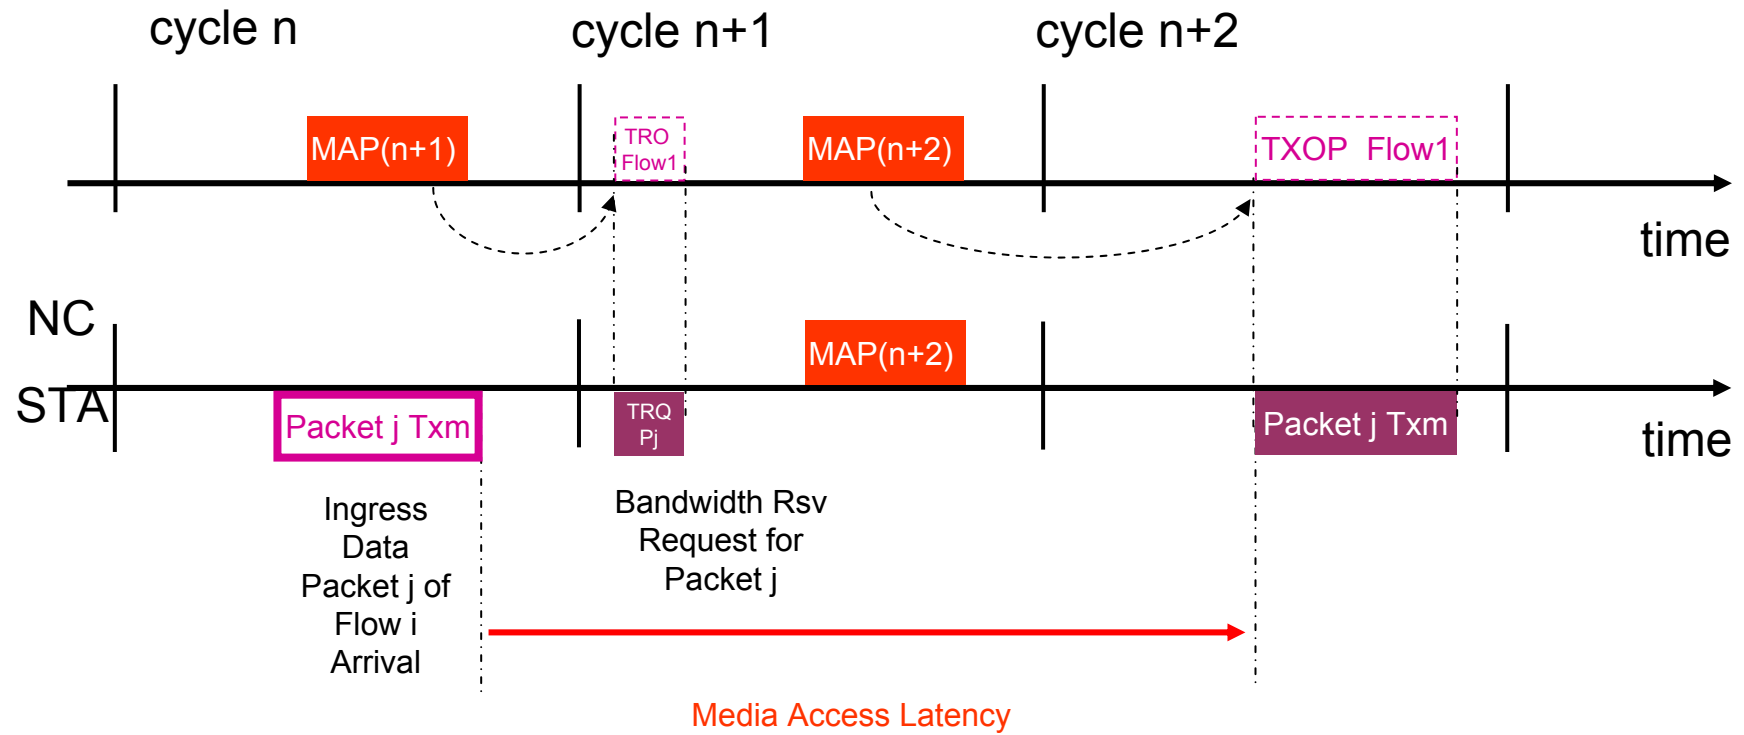 cycle n
cycle n+1
cycle n+2
MAP(n+1)
TRO
Flow1
MAP(n+2)
TXOP Flow1
time
NC
MAP(n+2)
STA
Packet j Txm
TRQ
Pj
Packet j Txm
time
Ingress
Data
Packet j of
Flow i
Arrival
Bandwidth Rsv
Request for
Packet j
Media Access Latency